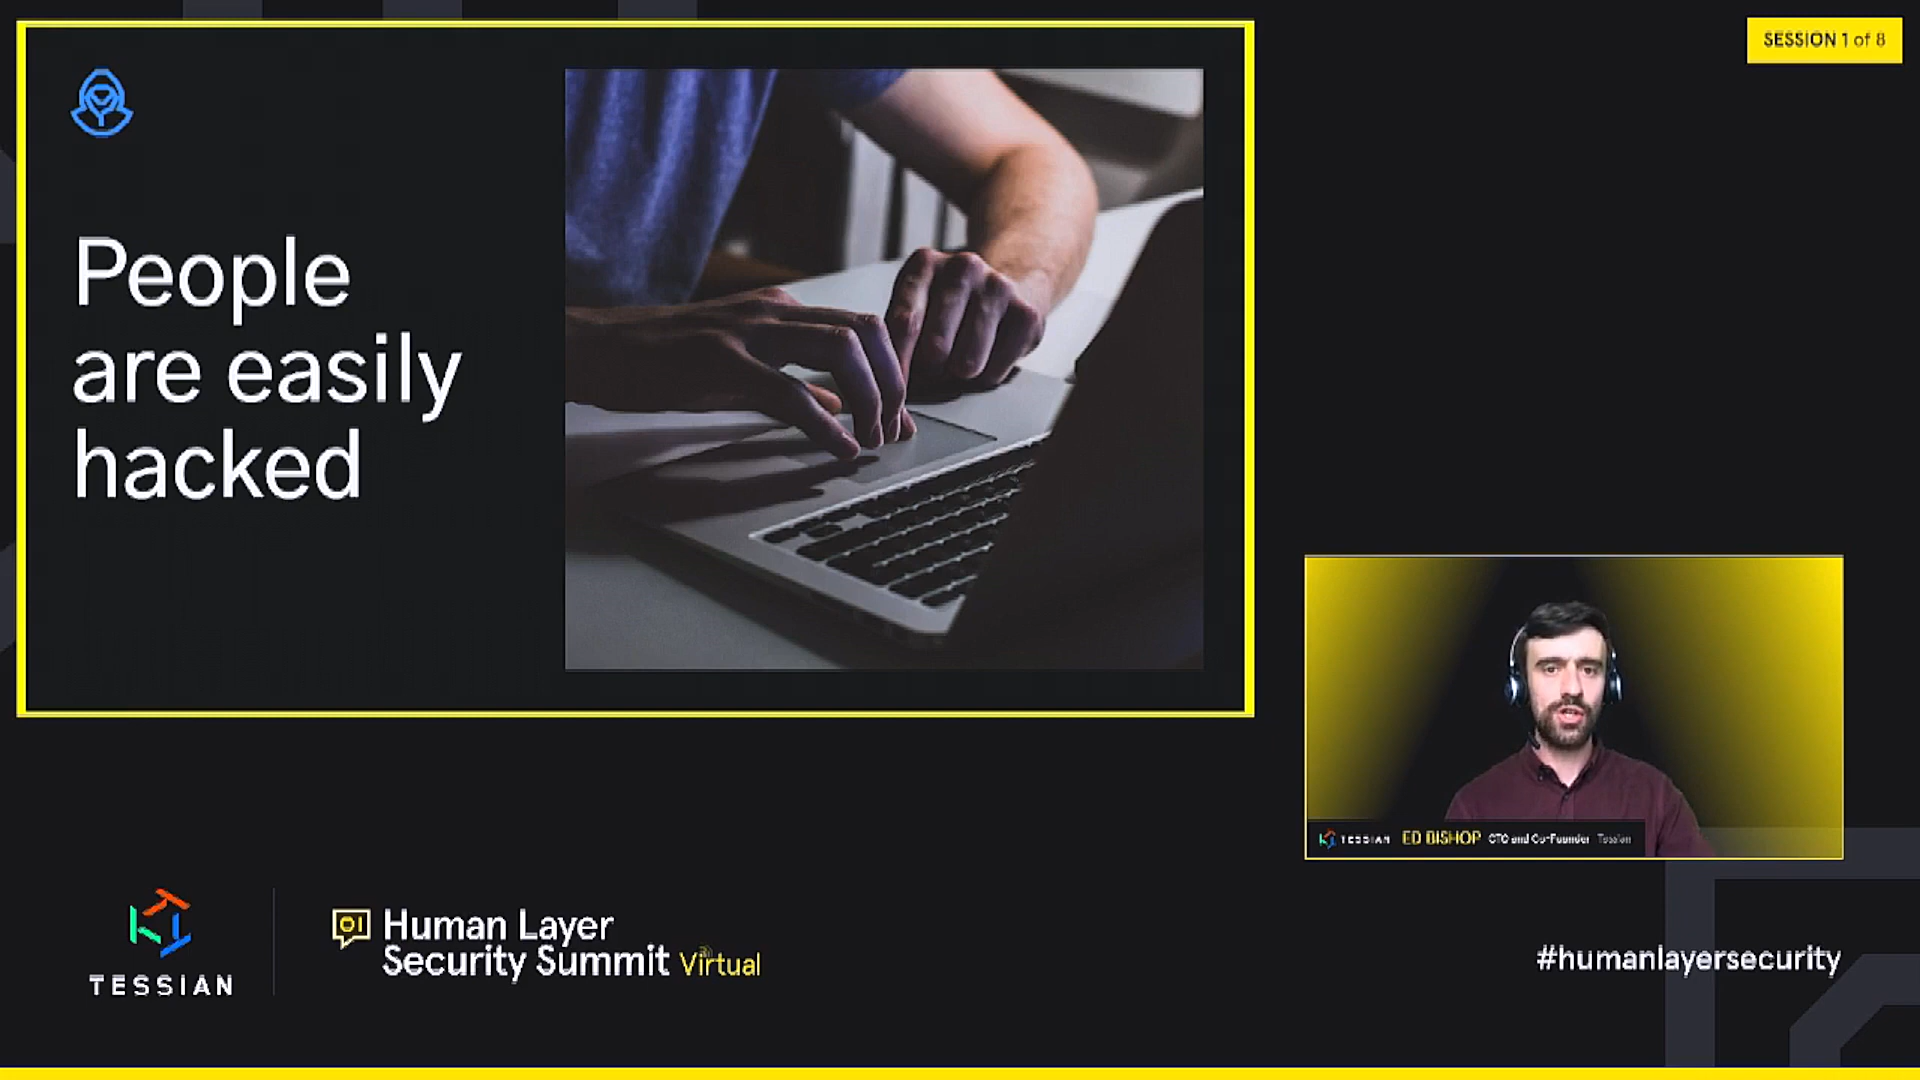 SESSION 1 of 8
People
are easily
hacked
TESSIAN ED BISHOP CTO and Co-Founder Tessian
TESSIAN
Human Layer
Security Summit Virtual
#humanlayersecurity